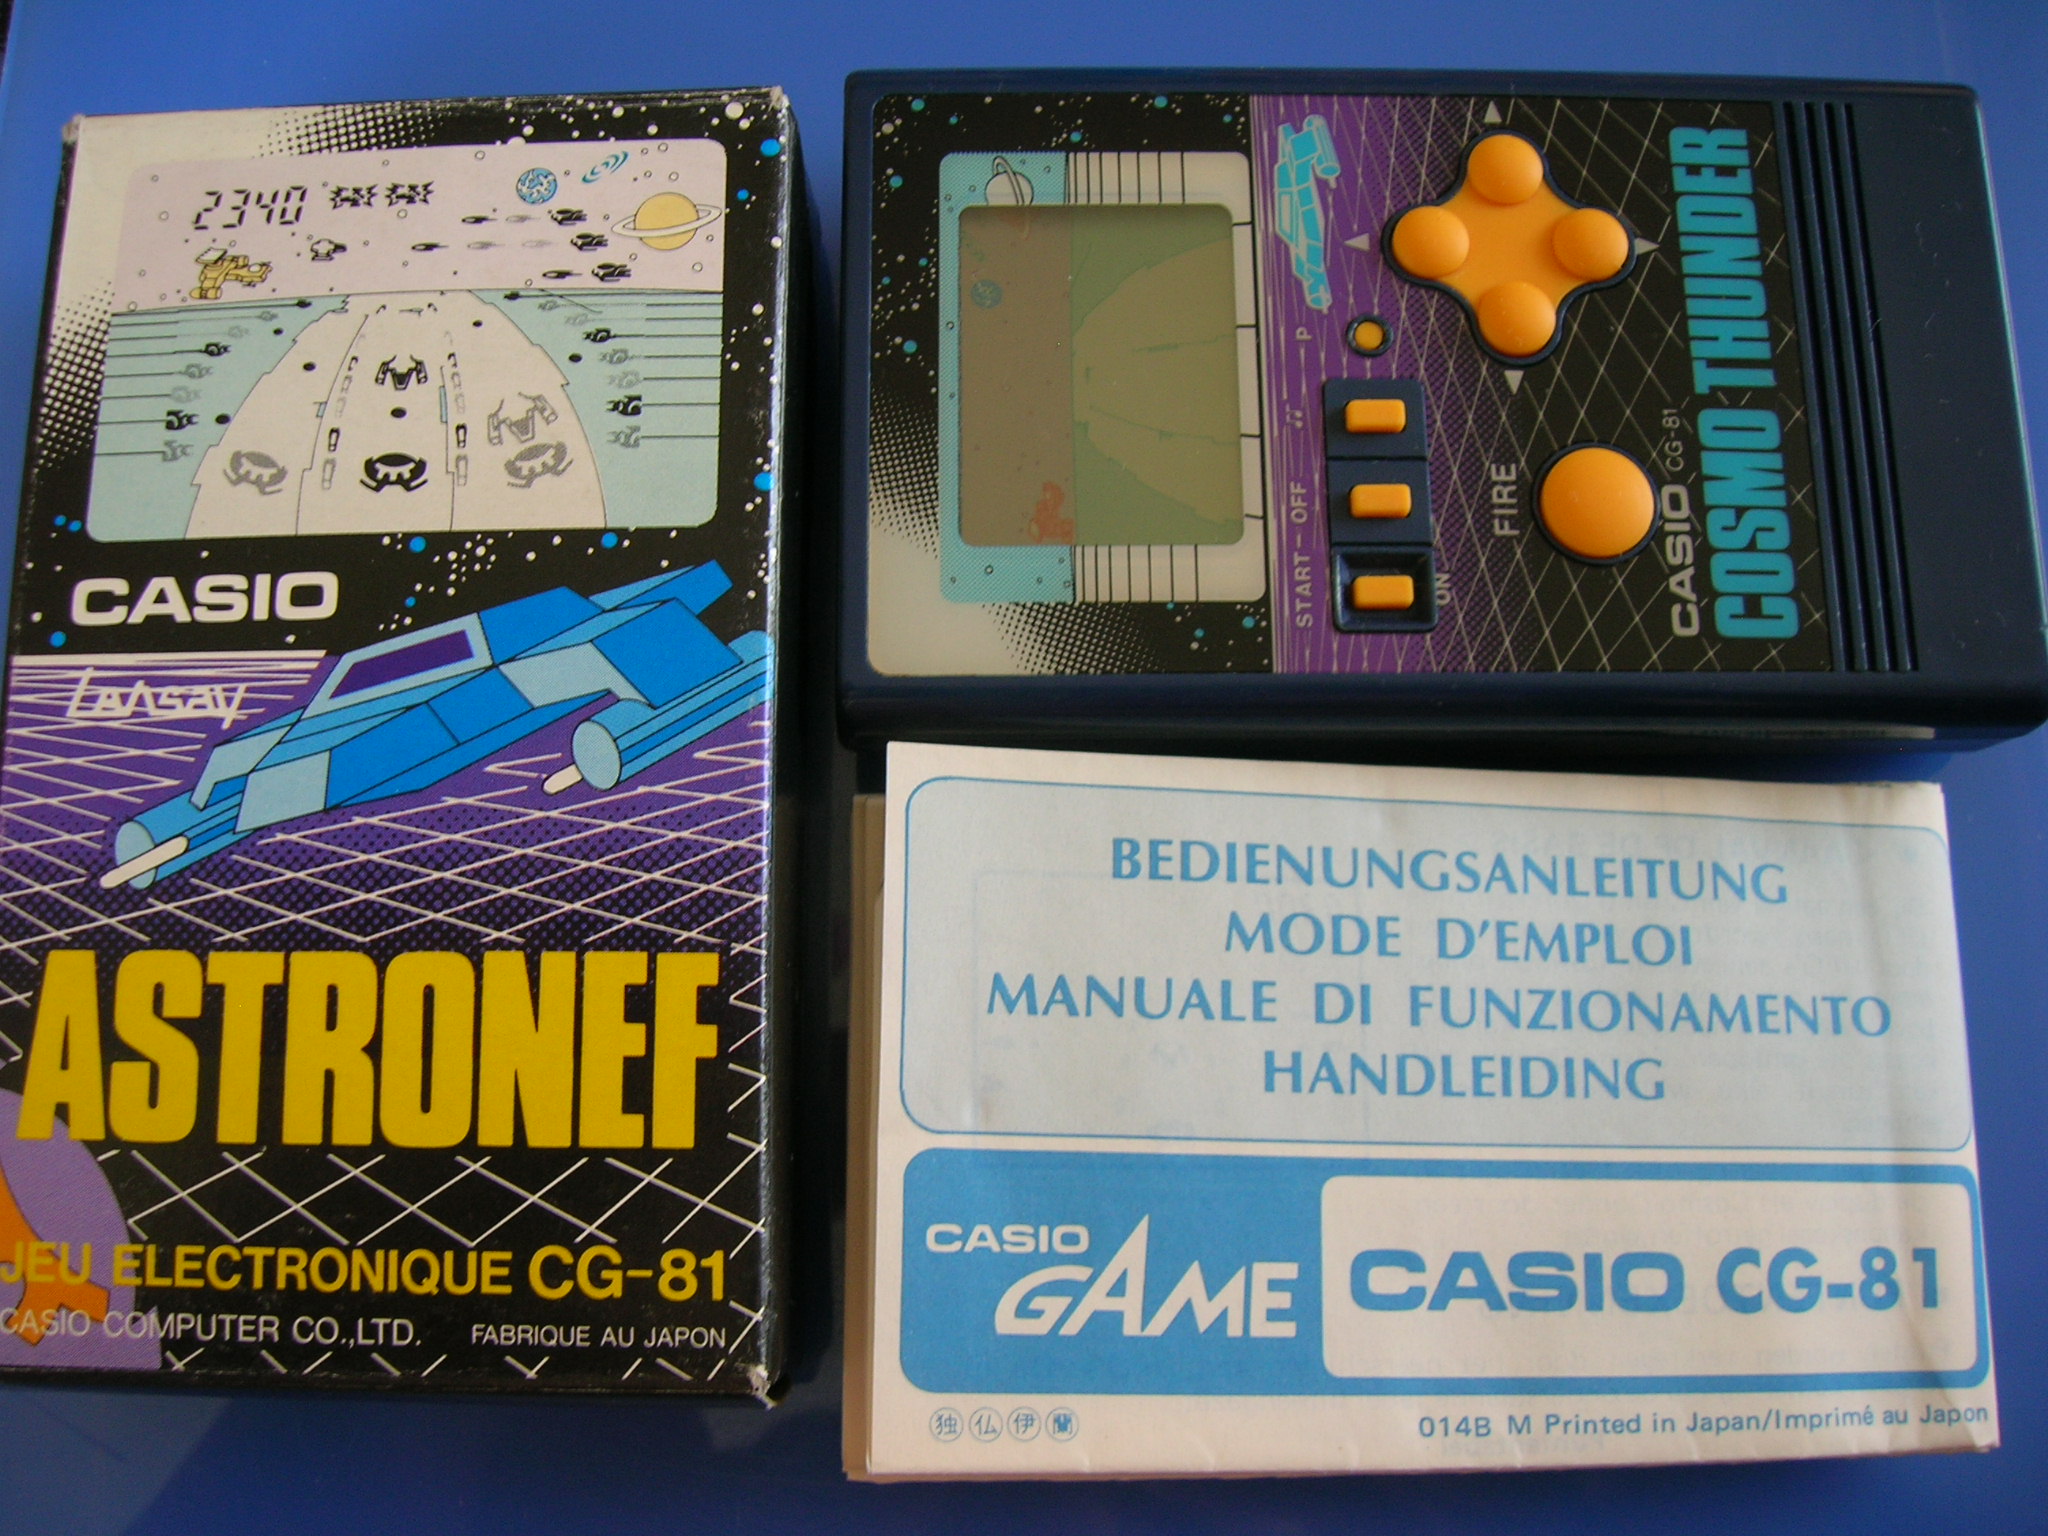 2340
CASIO
Lansay
ASTRONEF
JEU ELECTRONIQUE CG-81
CASIO COMPUTER CO.,LTD. FABRIQUE AU JAPON
START-OFF
P
ON
FIRE
CASIO CG-81
COSMO THUNDER
BEDIENUNGSANLEITUNG
MODE D'EMPLOI
MANUALE DI FUNZIONAMENTO
HANDLEIDING
CASIO
GAME
CASIO CG-81
独 仏 伊 蘭
014B M Printed in Japan/Imprimé au Japon